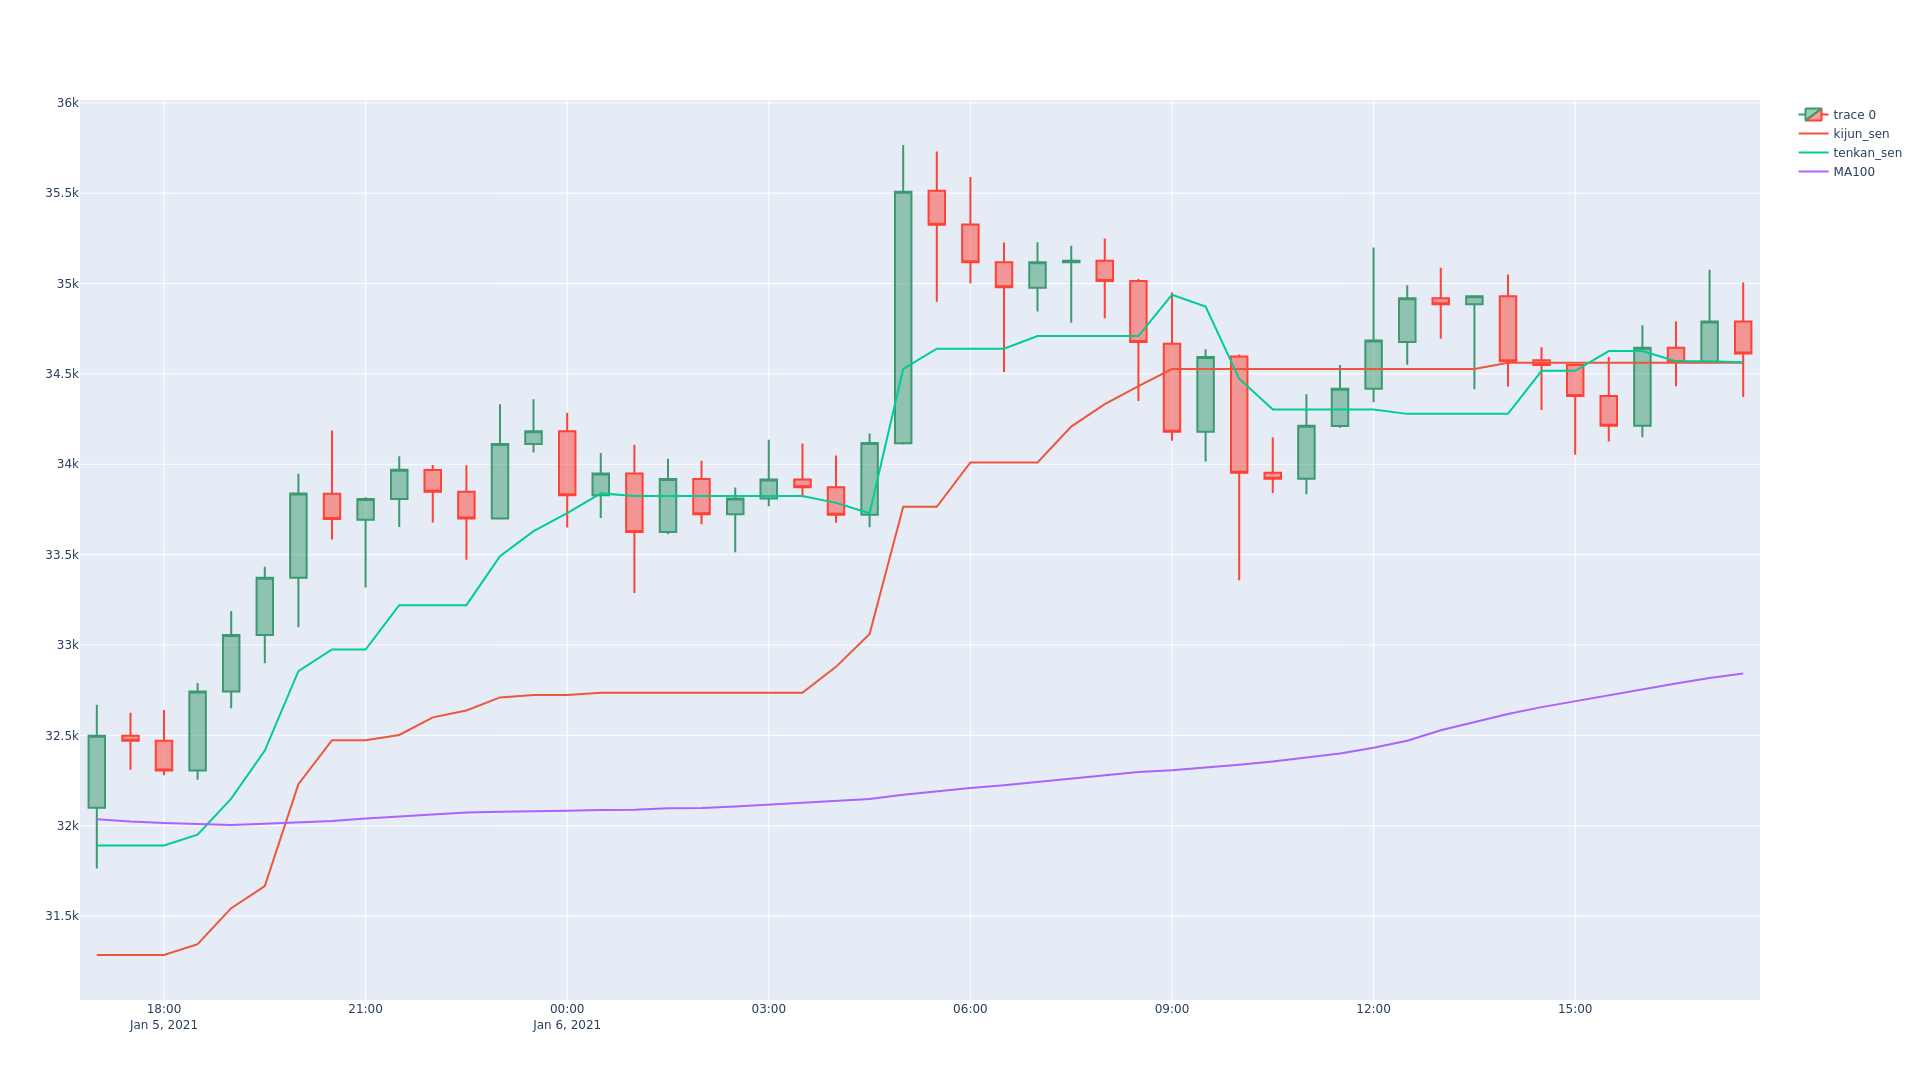 36k
35.5k
35k
34.5k
34k
33.5k
33k
32.5k
32k
31.5k
18:00
Jan 5, 2021
21:00
00:00
Jan 6, 2021
03:00
06:00
09:00
12:00
15:00
trace 0
kijun_sen
tenkan_sen
MA100